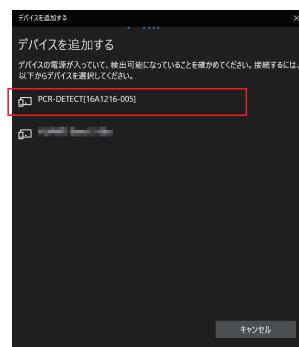 デバイスを追加する
デバイスを追加する
デバイスの電源が入っていて、検出可能になっていることを確かめてください。接続するには、
以下からデバイスを選択してください。
PCR-DETECT[16A1216-005]
キャンセル